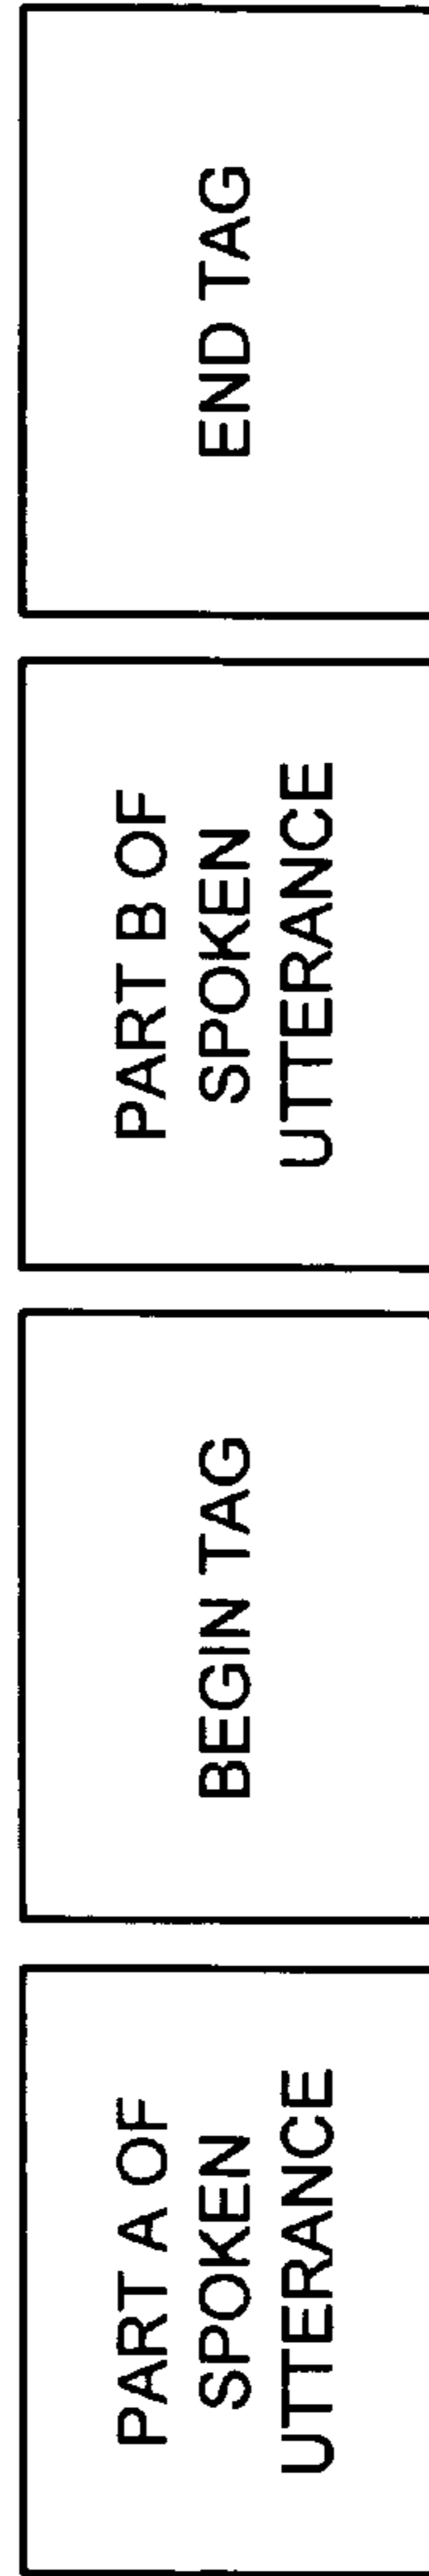 PART A OF
SPOKEN
UTTERANCE
BEGIN TAG
PART B OF
SPOKEN
UTTERANCE
END TAG